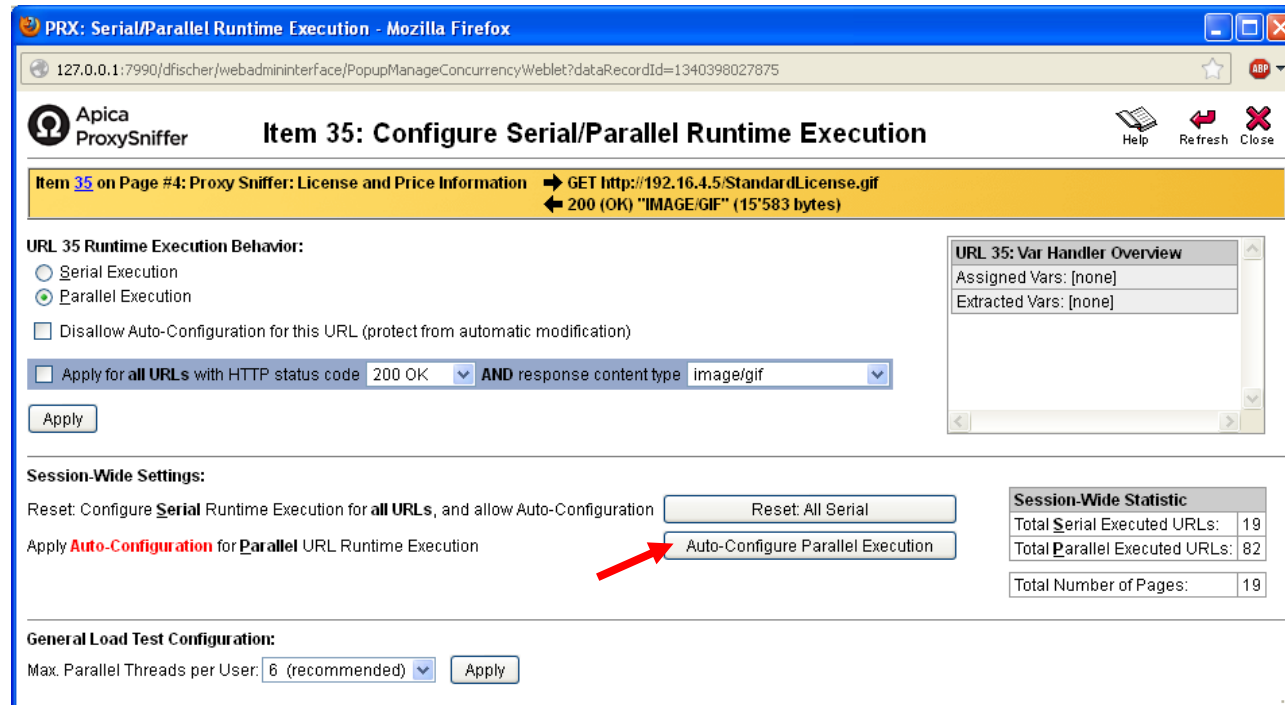 PRX: Serial/Parallel Runtime Execution - Mozilla Firefox
127.0.0.1:7990/dfischer/webadmininterface/PopupManageConcurrencyWeblet?dataRecordId=1340398027875
ABP
Apica
ProxySniffer
Item 35: Configure Serial/Parallel Runtime Execution
Help
Refresh
Close
Item 35 on Page #4: Proxy Sniffer: License and Price Information
GET http://192.16.4.5/StandardLicense.gif
200 (OK) "IMAGE/GIF" (15'583 bytes)
URL 35 Runtime Execution Behavior:
Serial Execution
Parallel Execution
Disallow Auto-Configuration for this URL (protect from automatic modification)
Apply for all URLs with HTTP status code 200 OK AND response content type image/gif
Apply
URL 35: Var Handler Overview
Assigned Vars: [none]
Extracted Vars: [none]
Session-Wide Settings:
Reset: Configure Serial Runtime Execution for all URLs, and allow Auto-Configuration
Reset: All Serial
Apply Auto-Configuration for Parallel URL Runtime Execution
Auto-Configure Parallel Execution
Session-Wide Statistic
Total Serial Executed URLs: 19
Total Parallel Executed URLs: 82
Total Number of Pages: 19
General Load Test Configuration:
Max. Parallel Threads per User: 6 (recommended)
Apply